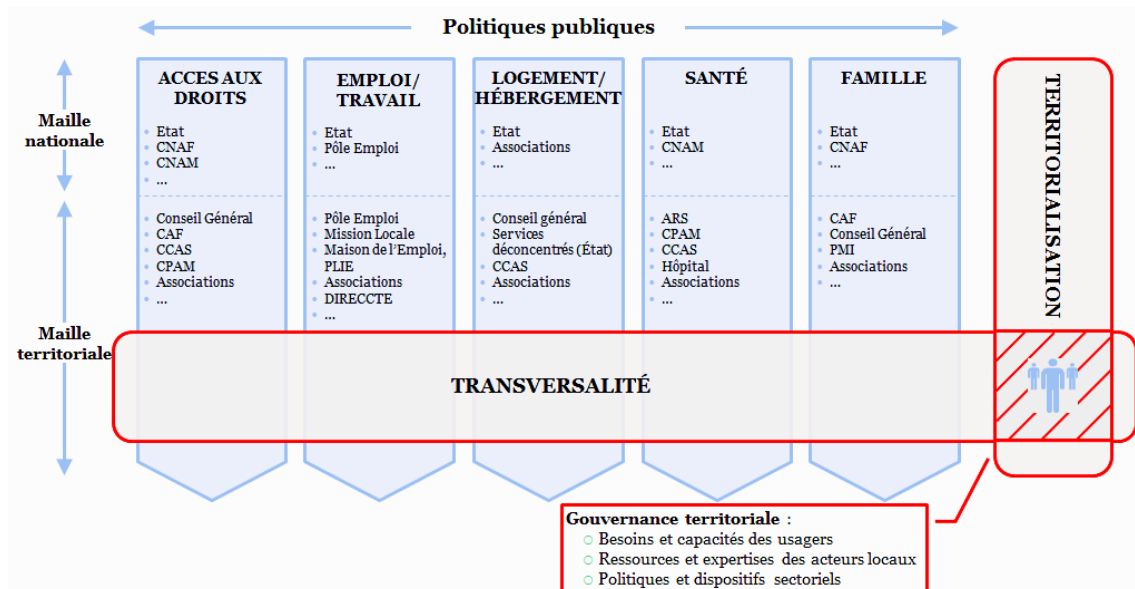 Politiques publiques
Maille
nationale
Maille
territoriale
ACCES AUX
DROITS
Etat
CNAF
CNAM
...
Conseil Général
CAF
CCAS
CPAM
Associations
...
EMPLOI/
TRAVAIL
Etat
Pôle Emploi
...
Pôle Emploi
Mission Locale
Maison de l'Emploi,
PLIE
Associations
DIRECCTE
...
LOGEMENT/
HÉBERGEMENT
Etat
Associations
...
Conseil général
Services
déconcentrés (État)
CCAS
Associations
...
SANTÉ
Etat
CNAM
...
ARS
CPAM
CCAS
Hôpital
Associations
...
FAMILLE
Etat
CNAF
...
CAF
Conseil Général
PMI
Associations
...
TERRITORIALISATION
TRANSVERSALITÉ
Gouvernance territoriale :
Besoins et capacités des usagers
Ressources et expertises des acteurs locaux
Politiques et dispositifs sectoriels